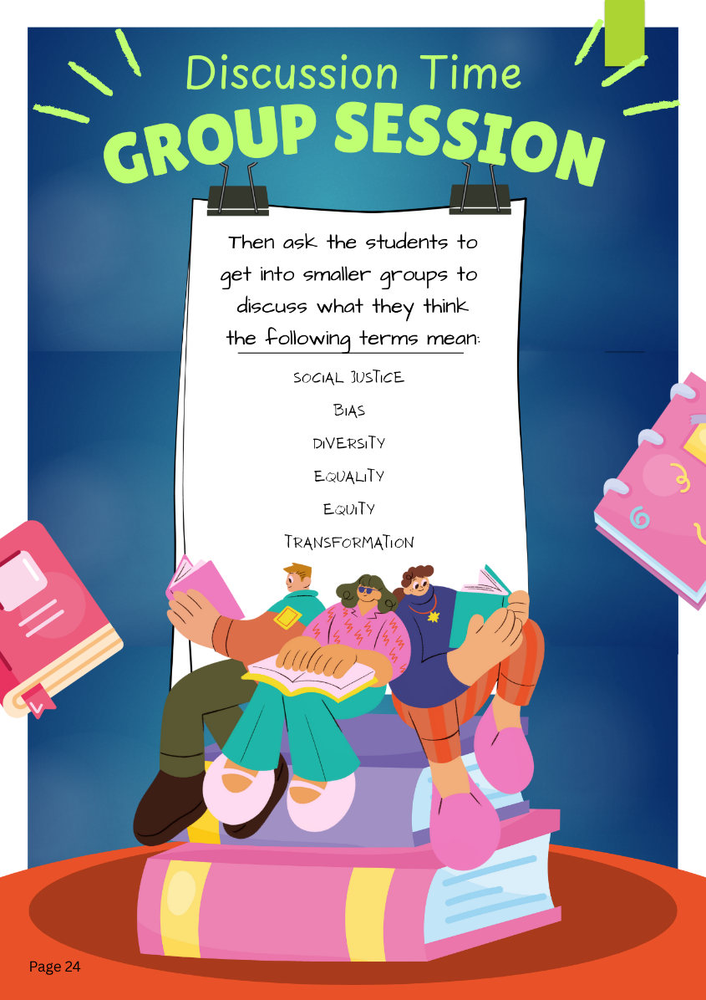 Discussion Time
GROUP SESSION
Then ask the students to
get into smaller groups to
discuss what they think
the following terms mean:
SOCIAL JUSTICE
BIAS
DIVERSITY
EQUALITY
EQUITY
TRANSFORMATION
Page 24